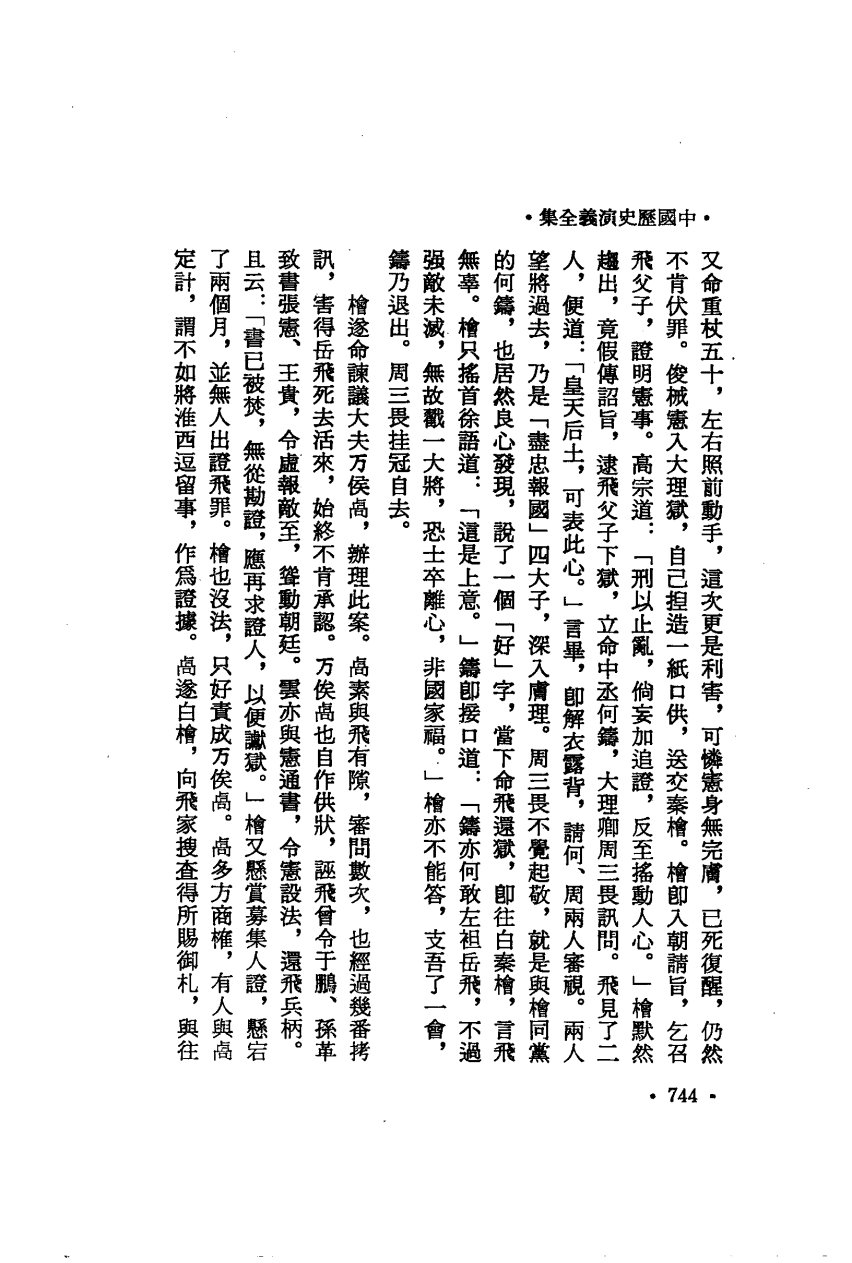 •集全義演史歷國中•
又命重杖五十，左右照前動手，這次更是利害，可憐憲身無完膚，已死復醒，仍然
不肯伏罪。俊械憲入大理獄，自己捏造一紙口供，送交秦檜。檜卽入朝請旨，乞召
飛父子，證明憲事。高宗道：「刑以止亂，倘妄加追證，反至搖動人心。」檜默然
趨出，竟假傳詔旨，逮飛父子下獄，立命中丞何鑄，大理卿周三畏訊問。飛見了二
人，便道：「皇天后土，可表此心。」言畢，卽解衣露背，請何、周兩人審視。兩人
望將過去，乃是「盡忠報國」四大子，深入膚理。周三畏不覺起敬，就是與檜同黨
的何鑄，也居然良心發現，說了一個「好」字，當下命飛還獄，卽往白秦檜，言飛
無辜。檜只搖首徐語道：「這是上意。」鑄卽接口道：「鑄亦何敢左袒岳飛，不過
强敵未滅，無故戮一大將，恐士卒離心，非國家福。」檜亦不能答，支吾了一會，
鑄乃退出。周三畏挂冠自去。
檜遂命諫議大夫万俟卨，辦理此案。卨素與飛有隙，審問數次，也經過幾番拷
訊，害得岳飛死去活來，始終不肯承認。万俟卨也自作供狀，誣飛曾令于鵬、孫革
致書張憲、王貴，令虛報敵至，聳動朝廷。雲亦與憲通書，令憲設法，還飛兵柄。
且云：「書已被焚，無從勘證，應再求證人，以便讞獄。」檜又懸賞募集人證，懸宕
了兩個月，並無人出證飛罪。檜也沒法，只好責成万俟卨。卨多方商榷，有人與卨
定計，謂不如將淮西逗留事，作爲證據。卨遂白檜，向飛家搜查得所賜御札，與往
•744•